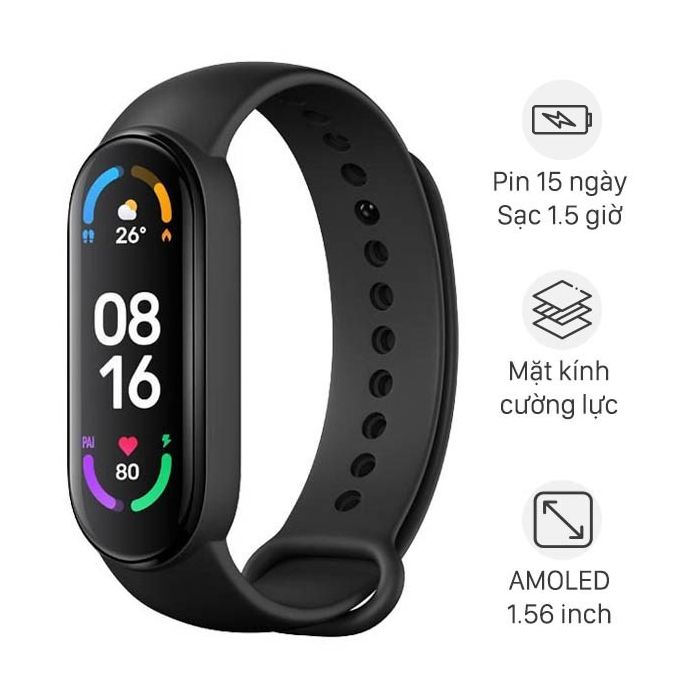 26°
08
16
PAI
80
Pin 15 ngày
Sạc 1.5 giờ
Mặt kính
cường lực
AMOLED
1.56 inch